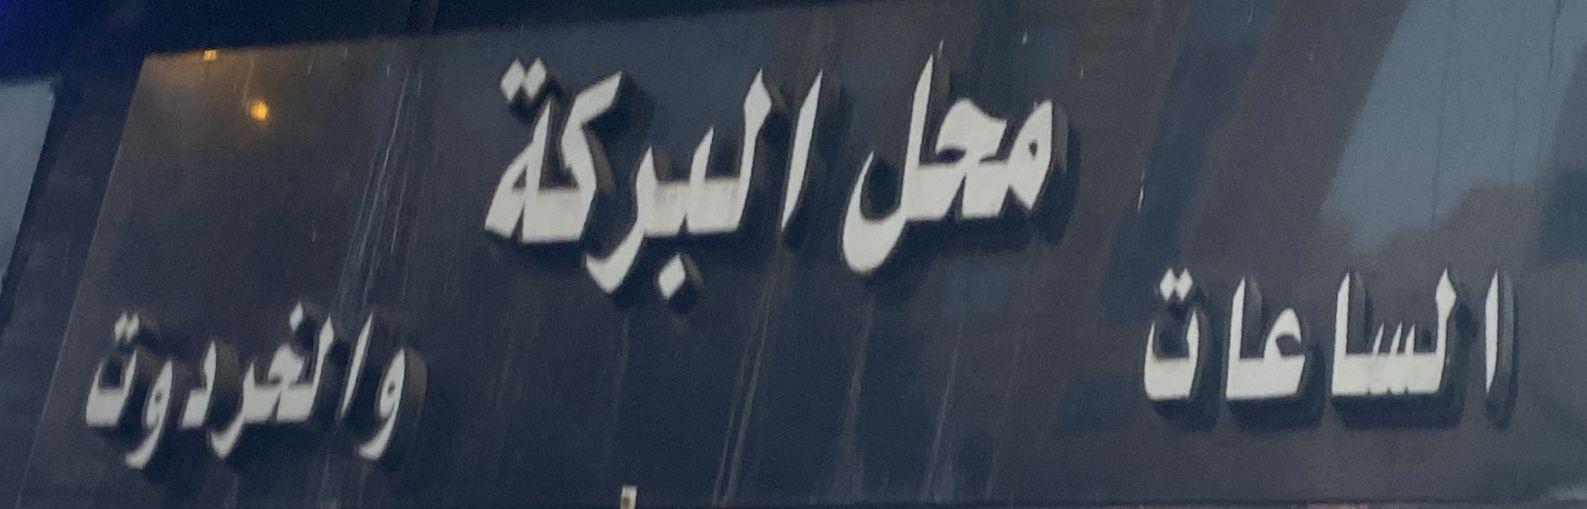 محل البركة
الساعات والخردوت